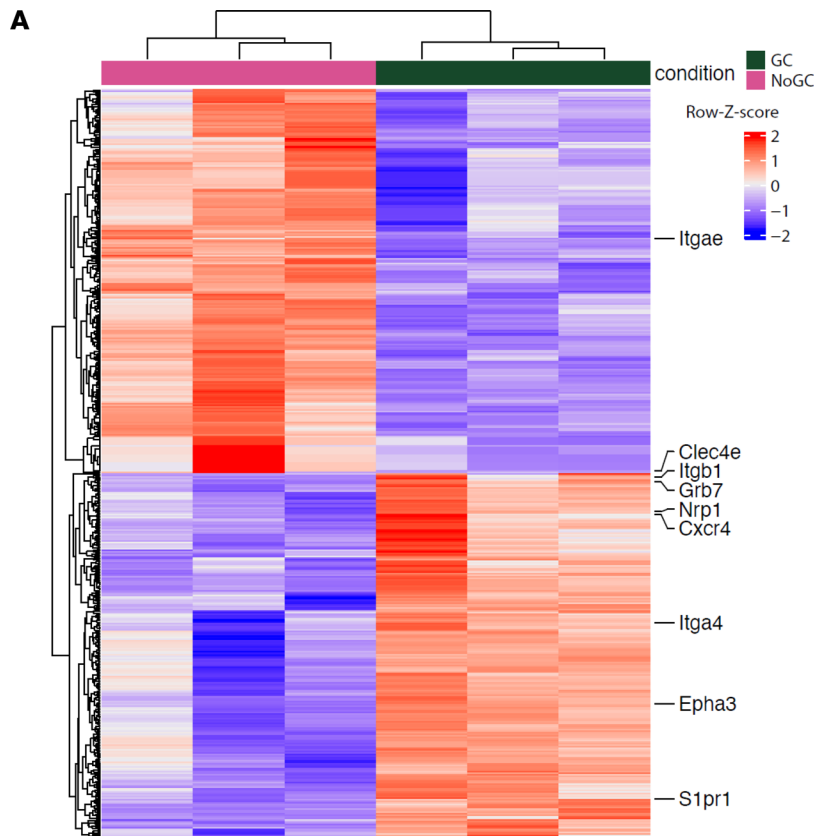 A
condition
GC
NoGC
Row-Z-score
2
1
0
−1
−2
Itgae
Clec4e
Itgb1
Grb7
Nrp1
Cxcr4
Itga4
Epha3
S1pr1